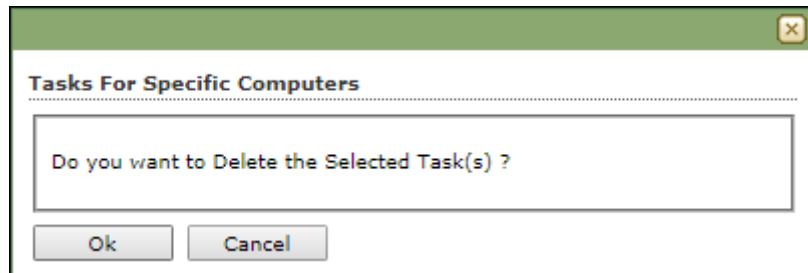 Tasks For Specific Computers
Do you want to Delete the Selected Task(s) ?
Ok Cancel